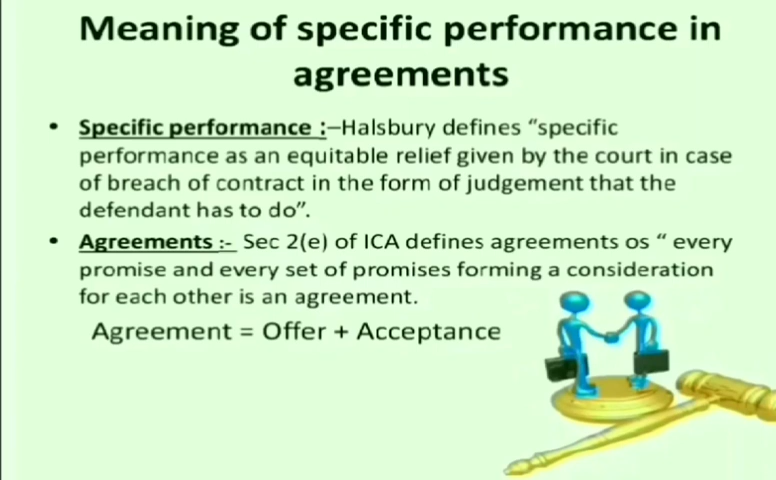 Meaning of specific performance in
agreements
• Specific performance :–Halsbury defines “specific
performance as an equitable relief given by the court in case
of breach of contract in the form of judgement that the
defendant has to do”.
• Agreements :- Sec 2(e) of ICA defines agreements os “ every
promise and every set of promises forming a consideration
for each other is an agreement.
Agreement = Offer + Acceptance